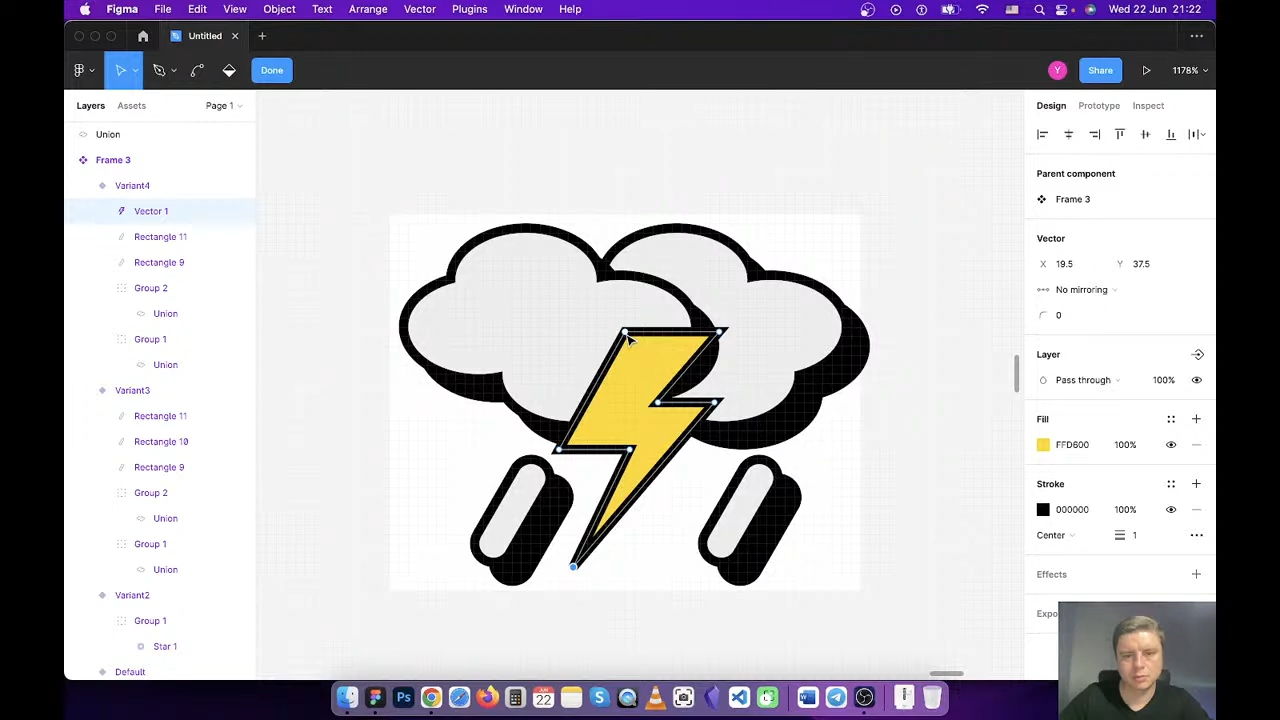 Figma File Edit View Object Text Arrange Vector Plugins Window Help Wed 22 Jun 21:22
Untitled
Done Y Share 1178%
Layers Assets Page 1 Design Prototype Inspect
Union
Frame 3
Variant4
Vector 1
Rectangle 11
Rectangle 9
Group 2
Union
Group 1
Union
Variant3
Rectangle 11
Rectangle 10
Rectangle 9
Group 2
Union
Group 1
Union
Variant2
Group 1
Star 1
Default
Parent component
Frame 3
Vector
X 19.5 Y 37.5
No mirroring
0
Layer
Pass through 100%
Fill
FFD600 100%
Stroke
000000 100%
Center 1
Effects
Expo
JUN
22